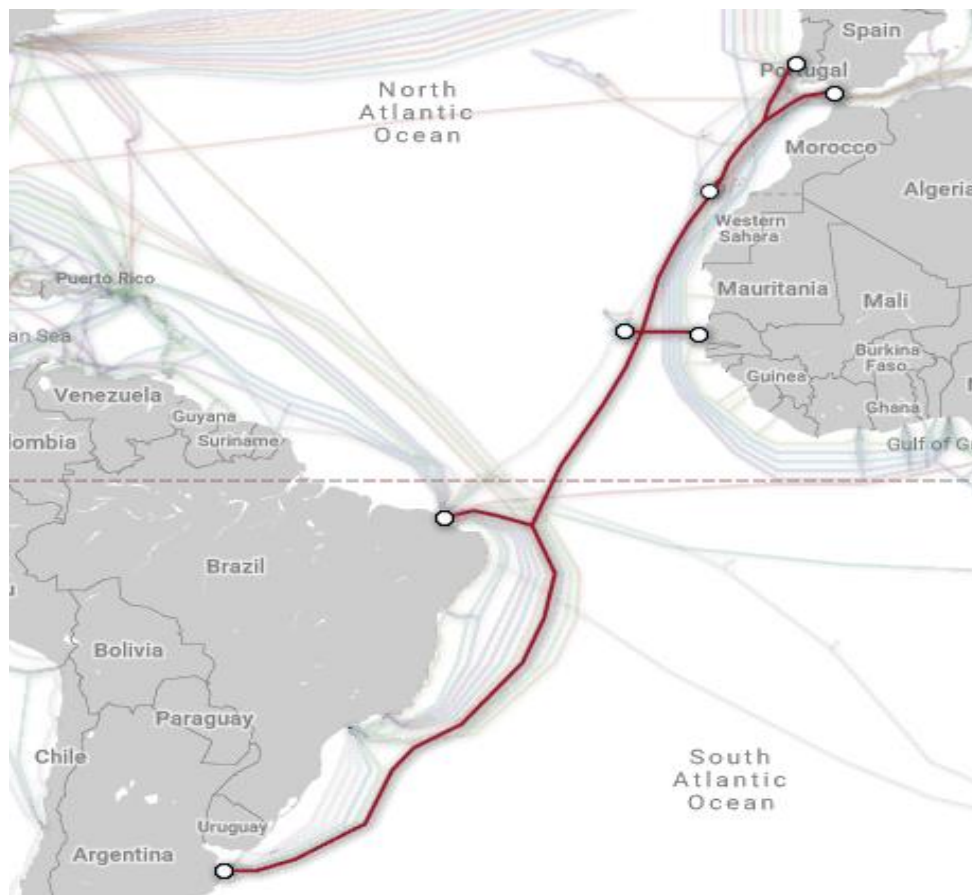 Spain
Portugal
North
Atlantic
Ocean
Morocco
Algeria
Western
Sahara
Puerto Rico
Mauritania
Mali
an Sea
Burkina
Faso
Guinea
Venezuela
Guyana
Ghana
lombia
Suriname
Gulf of G
Brazil
Bolivia
Paraguay
Chile
South
Atlantic
Ocean
Uruguay
Argentina